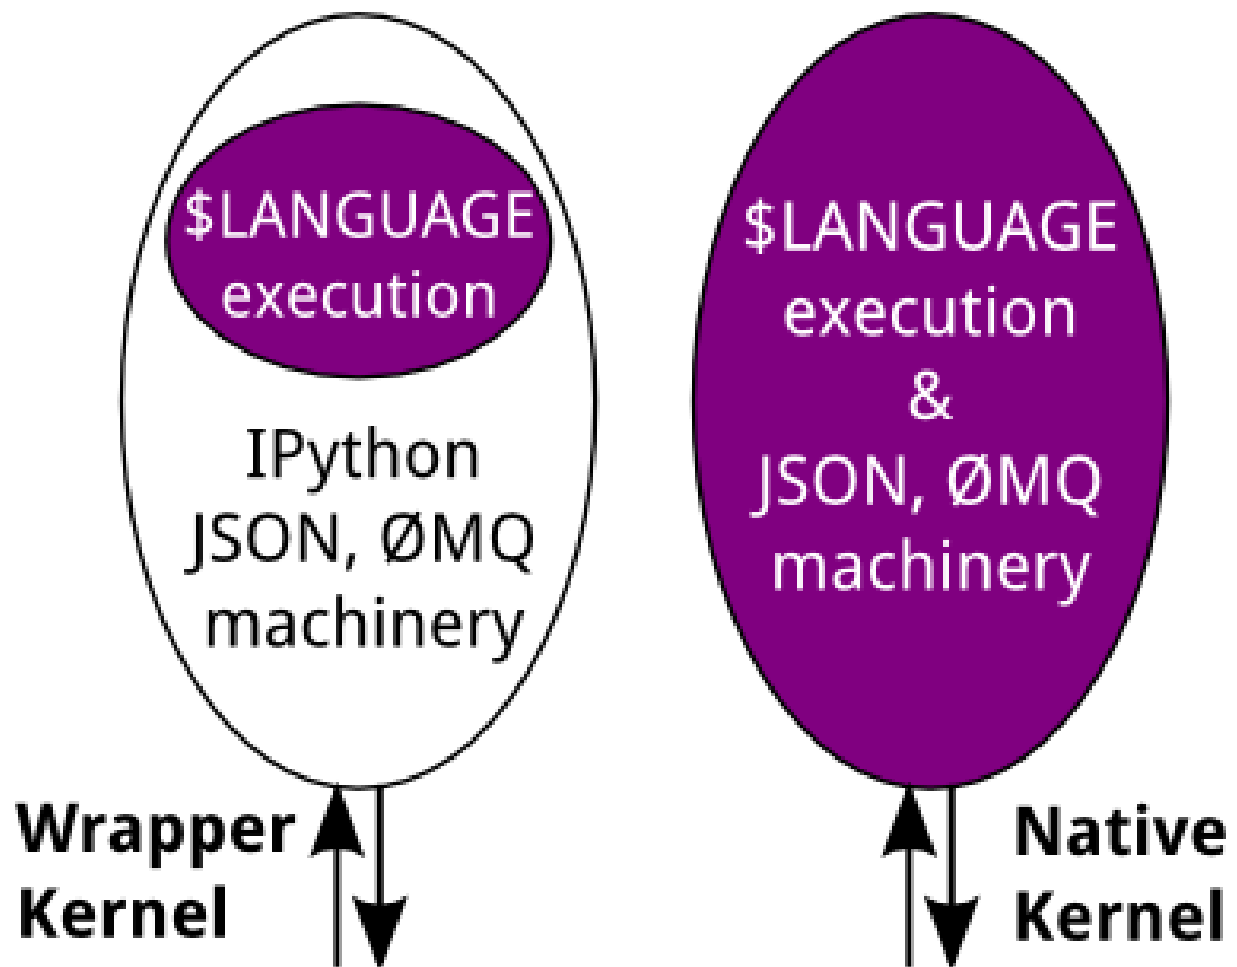 $LANGUAGE
execution
IPython
JSON, ØMQ
machinery
Wrapper
Kernel
$LANGUAGE
execution
&
JSON, ØMQ
machinery
Native
Kernel